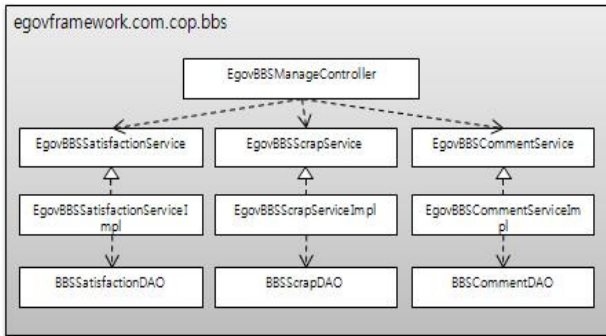 egovframework.com.cop.bbs
EgovBBSManageController
EgovBBSSatisfactionService
EgovBBSScrapService
EgovBBSCommentService
EgovBBSSatisfactionServiceI
mpl
EgovBBSScrapServiceImpl
EgovBBSCommentServiceIm
pl
BBSSatisfactionDAO
BBSScrapDAO
BBSCommentDAO